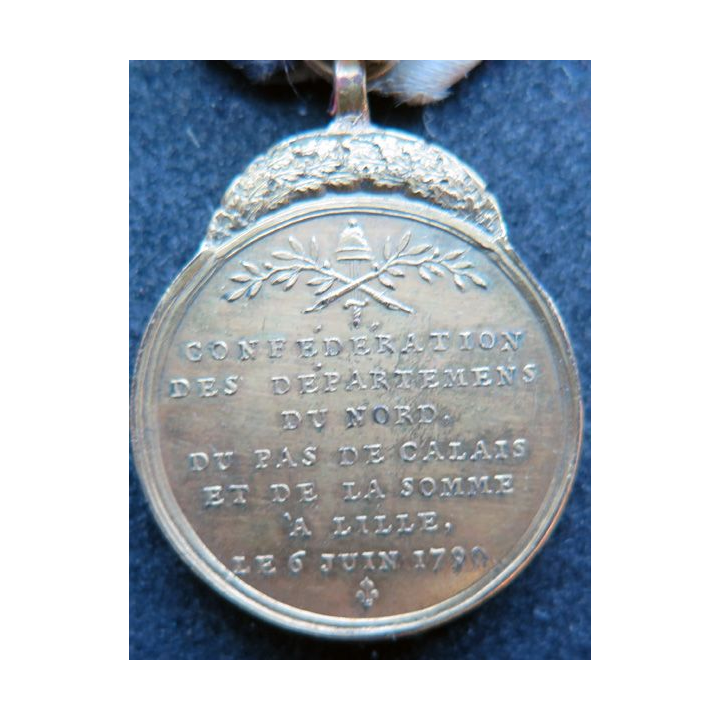 CONFÉDÉRATION
DES DÉPARTEMENS
DU NORD.
DU PAS DE CALAIS
ET DE LA SOMME
À LILLE,
LE 6 JUIN 1790